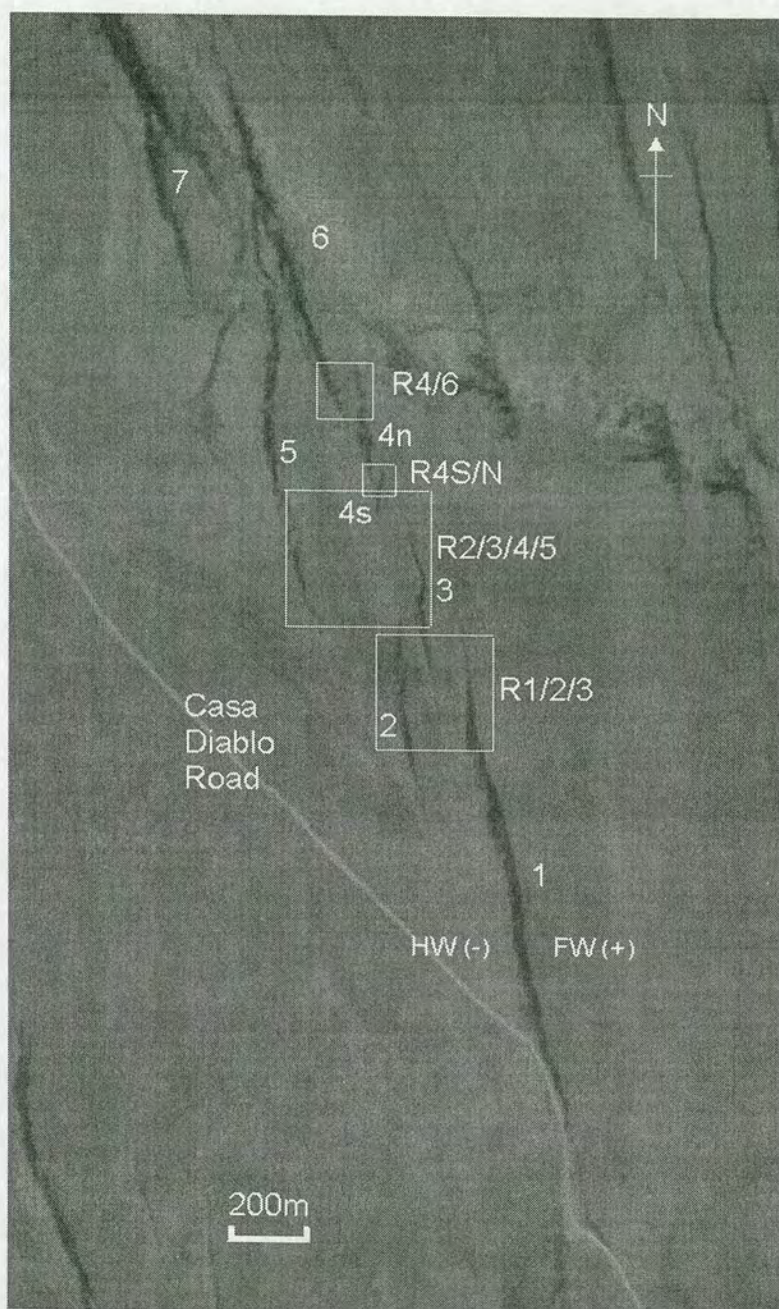 N
7
6
R4/6
4n
5
R4S/N
4s
R2/3/4/5
3
R1/2/3
Casa
Diablo
Road
2
1
HW (-)
FW (+)
200m